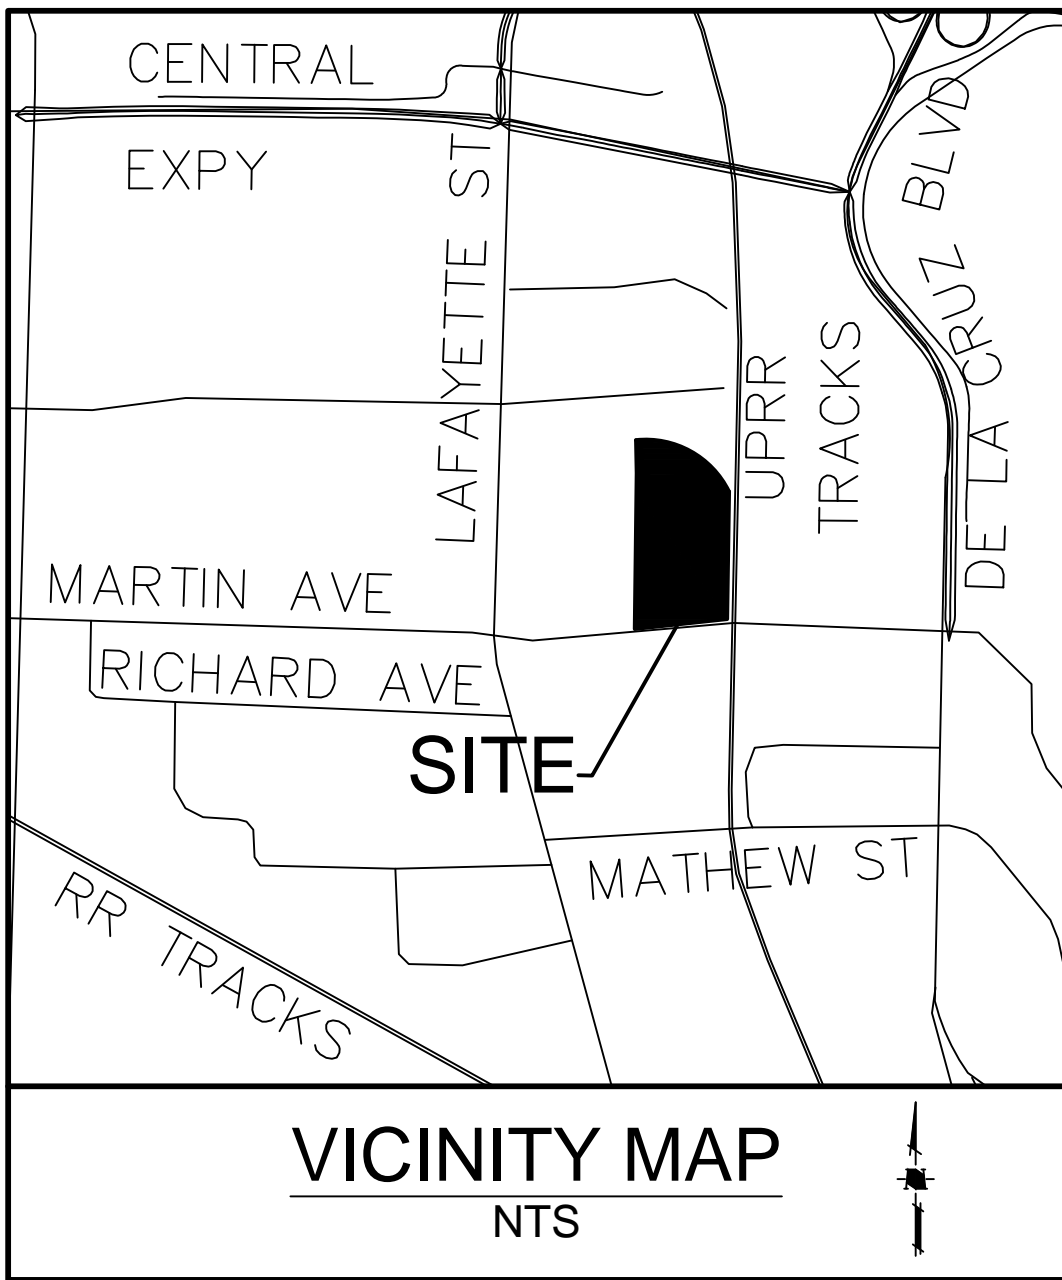 CENTRAL
EXPY
LAFAYETTE ST
DE LA CRUZ BLVD
UPRR
TRACKS
MARTIN AVE
RICHARD AVE
SITE
MATHEW ST
RR TRACKS
VICINITY MAP
NTS